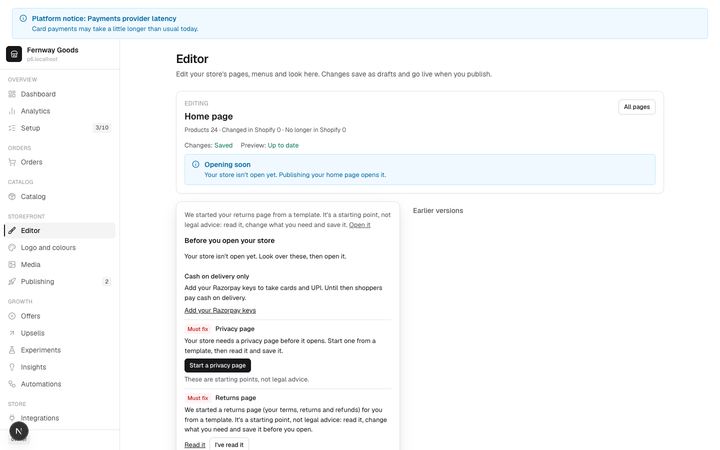 Platform notice: Payments provider latency
Card payments may take a little longer than usual today.
Fernway Goods
p6.localhost
OVERVIEW
Dashboard
Analytics
Setup 3/10
ORDERS
Orders
CATALOG
Catalog
STOREFRONT
Editor
Logo and colours
Media
Publishing 2
GROWTH
Offers
Upsells
Experiments
Insights
Automations
STORE
Integrations
N
Editor
Edit your store's pages, menus and look here. Changes save as drafts and go live when you publish.
EDITING
Home page
All pages
Products 24 · Changed in Shopify 0 · No longer in Shopify 0
Changes: Saved Preview: Up to date
Opening soon
Your store isn't open yet. Publishing your home page opens it.
We started your returns page from a template. It's a starting point, not
legal advice: read it, change what you need and save it. Open it
Before you open your store
Your store isn't open yet. Look over these, then open it.
Cash on delivery only
Add your Razorpay keys to take cards and UPI. Until then shoppers
pay cash on delivery.
Add your Razorpay keys
Must fix Privacy page
Your store needs a privacy page before it opens. Start one from a
template, then read it and save it.
Start a privacy page
These are starting points, not legal advice.
Must fix Returns page
We started a returns page (your terms, returns and refunds) for you
from a template. It's a starting point, not legal advice: read it, change
what you need and save it before you open.
Read it I've read it
Earlier versions